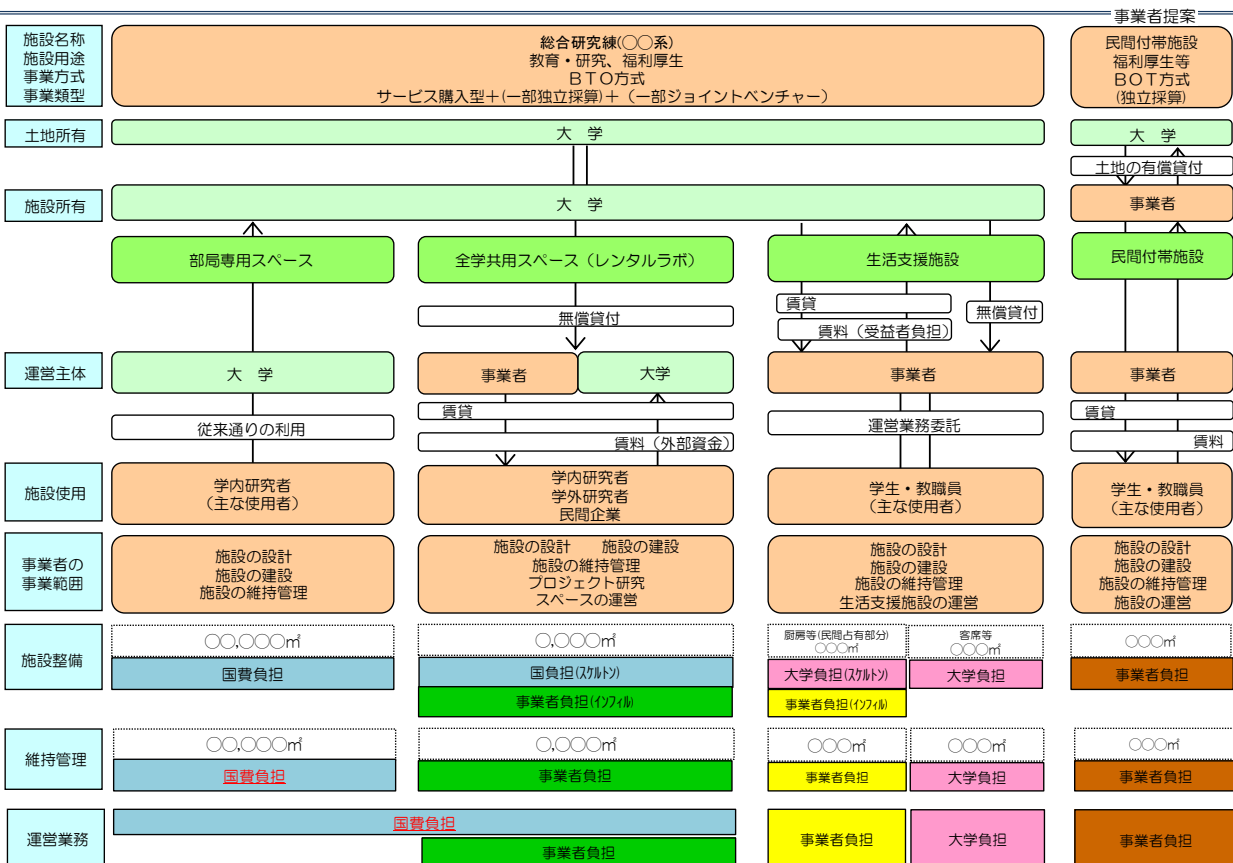 事業者提案
施設名称
施設用途
事業方式
事業類型
総合研究練(○○系)
教育・研究、福利厚生
BTO方式
サービス購入型＋(一部独立採算)＋（一部ジョイントベンチャー）
民間付帯施設
福利厚生等
BOT方式
(独立採算)
土地所有
大　学
大　学
土地の有償貸付
施設所有
大　学
事業者
部局専用スペース
全学共用スペース（レンタルラボ）
生活支援施設
民間付帯施設
無償貸付
賃貸
賃料（受益者負担）
無償貸付
運営主体
大　学
事業者
大学
事業者
事業者
従来通りの利用
賃貸
賃料（外部資金）
運営業務委託
賃貸
賃料
施設使用
学内研究者
（主な使用者）
学内研究者
学外研究者
民間企業
学生・教職員
（主な使用者）
学生・教職員
（主な使用者）
事業者の
事業範囲
施設の設計
施設の建設
施設の維持管理
施設の設計　施設の建設
施設の維持管理
プロジェクト研究
スペースの運営
施設の設計
施設の建設
施設の維持管理
生活支援施設の運営
施設の設計
施設の建設
施設の維持管理
施設の運営
施設整備
○○,○○○㎡
国費負担
○,○○○㎡
国負担(ｽｹﾙﾄﾝ)
事業者負担(ｲﾝﾌｨﾙ)
厨房等(民間占有部分)
○○○㎡
大学負担(ｽｹﾙﾄﾝ)
事業者負担(ｲﾝﾌｨﾙ)
客席等
○○○㎡
大学負担
○○○㎡
事業者負担
維持管理
○○,○○○㎡
国費負担
○,○○○㎡
事業者負担
○○○㎡
事業者負担
○○○㎡
大学負担
○○○㎡
事業者負担
運営業務
国費負担
事業者負担
事業者負担
大学負担
事業者負担